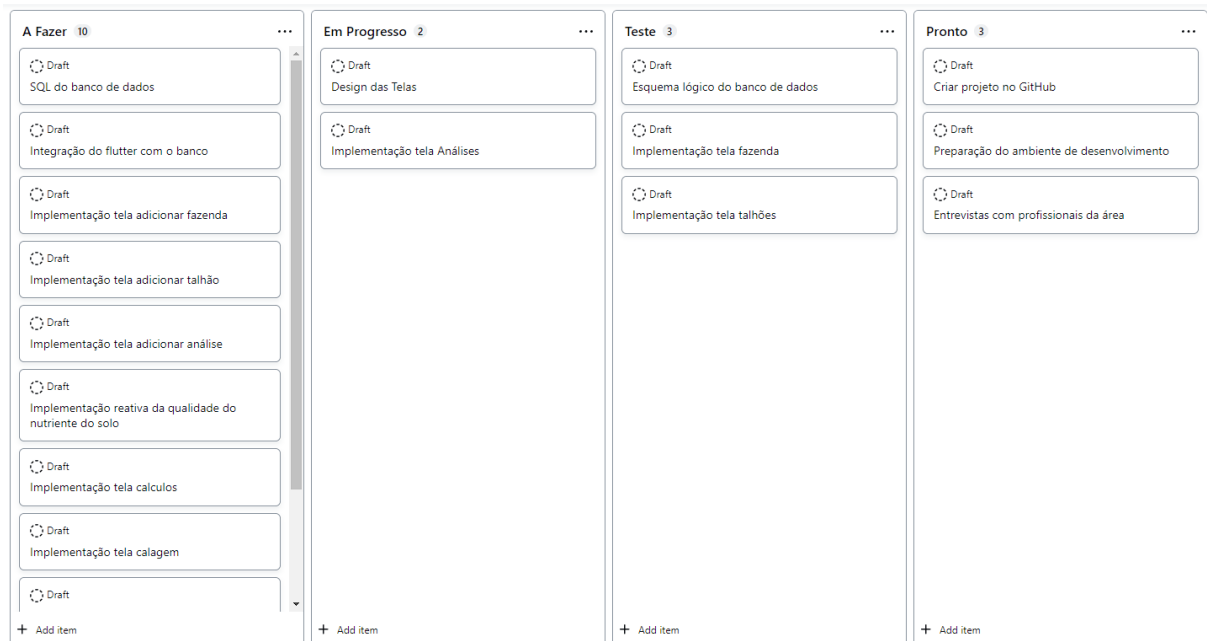 A Fazer 10
Draft
SQL do banco de dados
Draft
Integração do flutter com o banco
Draft
Implementação tela adicionar fazenda
Draft
Implementação tela adicionar talhão
Draft
Implementação tela adicionar análise
Draft
Implementação reativa da qualidade do
nutriente do solo
Draft
Implementação tela calculos
Draft
Implementação tela calagem
Draft
+ Add item
Em Progresso 2
Draft
Design das Telas
Draft
Implementação tela Análises
+ Add item
Teste 3
Draft
Esquema lógico do banco de dados
Draft
Implementação tela fazenda
Draft
Implementação tela talhões
+ Add item
Pronto 3
Draft
Criar projeto no GitHub
Draft
Preparação do ambiente de desenvolvimento
Draft
Entrevistas com profissionais da área
+ Add item